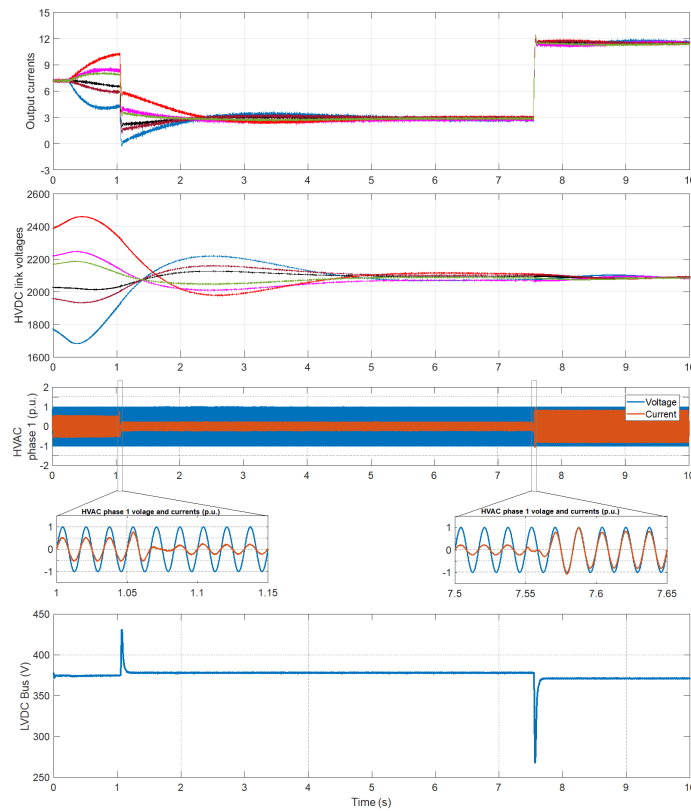 Output currents
15
12
9
6
3
0
-3
0 1 2 3 4 5 6 7 8 9 10
HVDC link voltages
2600
2400
2200
2000
1800
1600
0 1 2 3 4 5 6 7 8 9 10
HVAC
phase 1 (p.u.)
2
1
0
-1
-2
Voltage
Current
0 1 2 3 4 5 6 7 8 9 10
HVAC phase 1 volage and currents (p.u.)
1
0
-1
1 1.05 1.1 1.15
HVAC phase 1 volage and currents (p.u.)
1
0
-1
7.5 7.55 7.6 7.65
LVDC Bus (V)
450
400
350
300
250
0 1 2 3 4 5 6 7 8 9 10
Time (s)